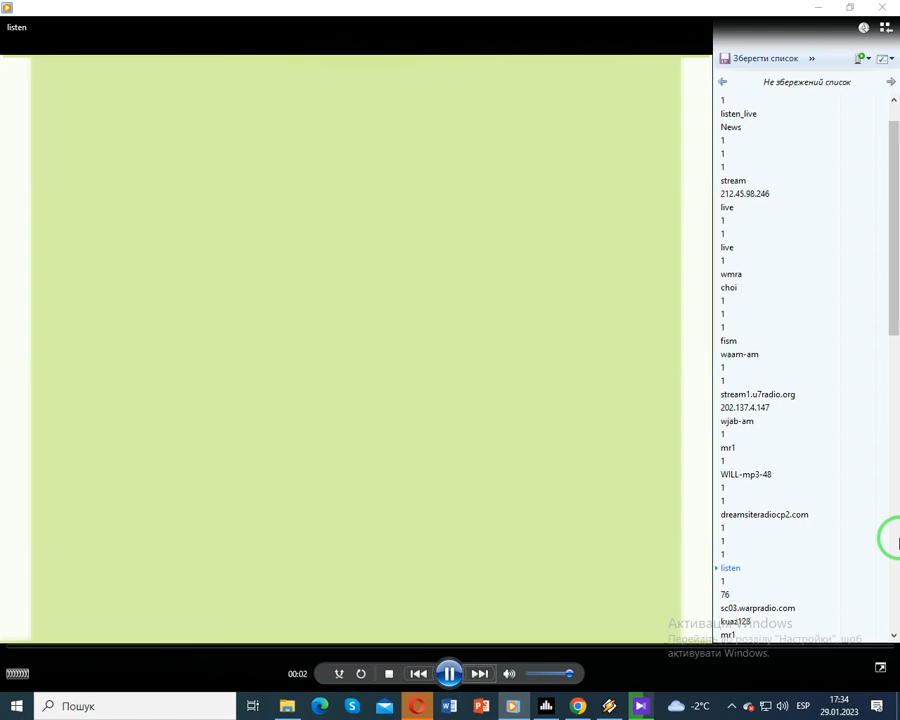 listen
Зберегти список »
Не збережений список
1
listen_live
News
1
1
1
stream
212.45.98.246
live
1
1
live
1
wmra
choi
1
1
1
fism
waam-am
1
1
stream1.u7radio.org
202.137.4.147
wjab-am
1
mr1
1
WILL-mp3-48
1
1
dreamsiteradiocp2.com
1
1
1
listen
1
76
sc03.warpradio.com
kuaz128
mr1
Активація Windows
Перейдіть до розділу "Настройки", щоб
активувати Windows.
00:02
Пошук
-2°C
ESP
17:34
29.01.2023